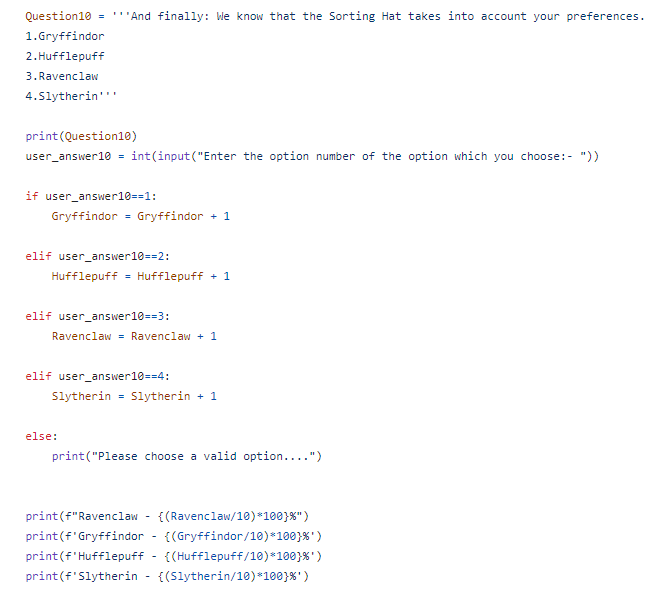 Question10 = '''And finally: We know that the Sorting Hat takes into account your preferences.
1.Gryffindor
2.Hufflepuff
3.Ravenclaw
4.Slytherin'''
print(Question10)
user_answer10 = int(input("Enter the option number of the option which you choose:- "))
if user_answer10==1:
    Gryffindor = Gryffindor + 1
elif user_answer10==2:
    Hufflepuff = Hufflepuff + 1
elif user_answer10==3:
    Ravenclaw = Ravenclaw + 1
elif user_answer10==4:
    Slytherin = Slytherin + 1
else:
    print("Please choose a valid option....")
print(f"Ravenclaw - {(Ravenclaw/10)*100}%")
print(f'Gryffindor - {(Gryffindor/10)*100}%')
print(f'Hufflepuff - {(Hufflepuff/10)*100}%')
print(f'Slytherin - {(Slytherin/10)*100}%')